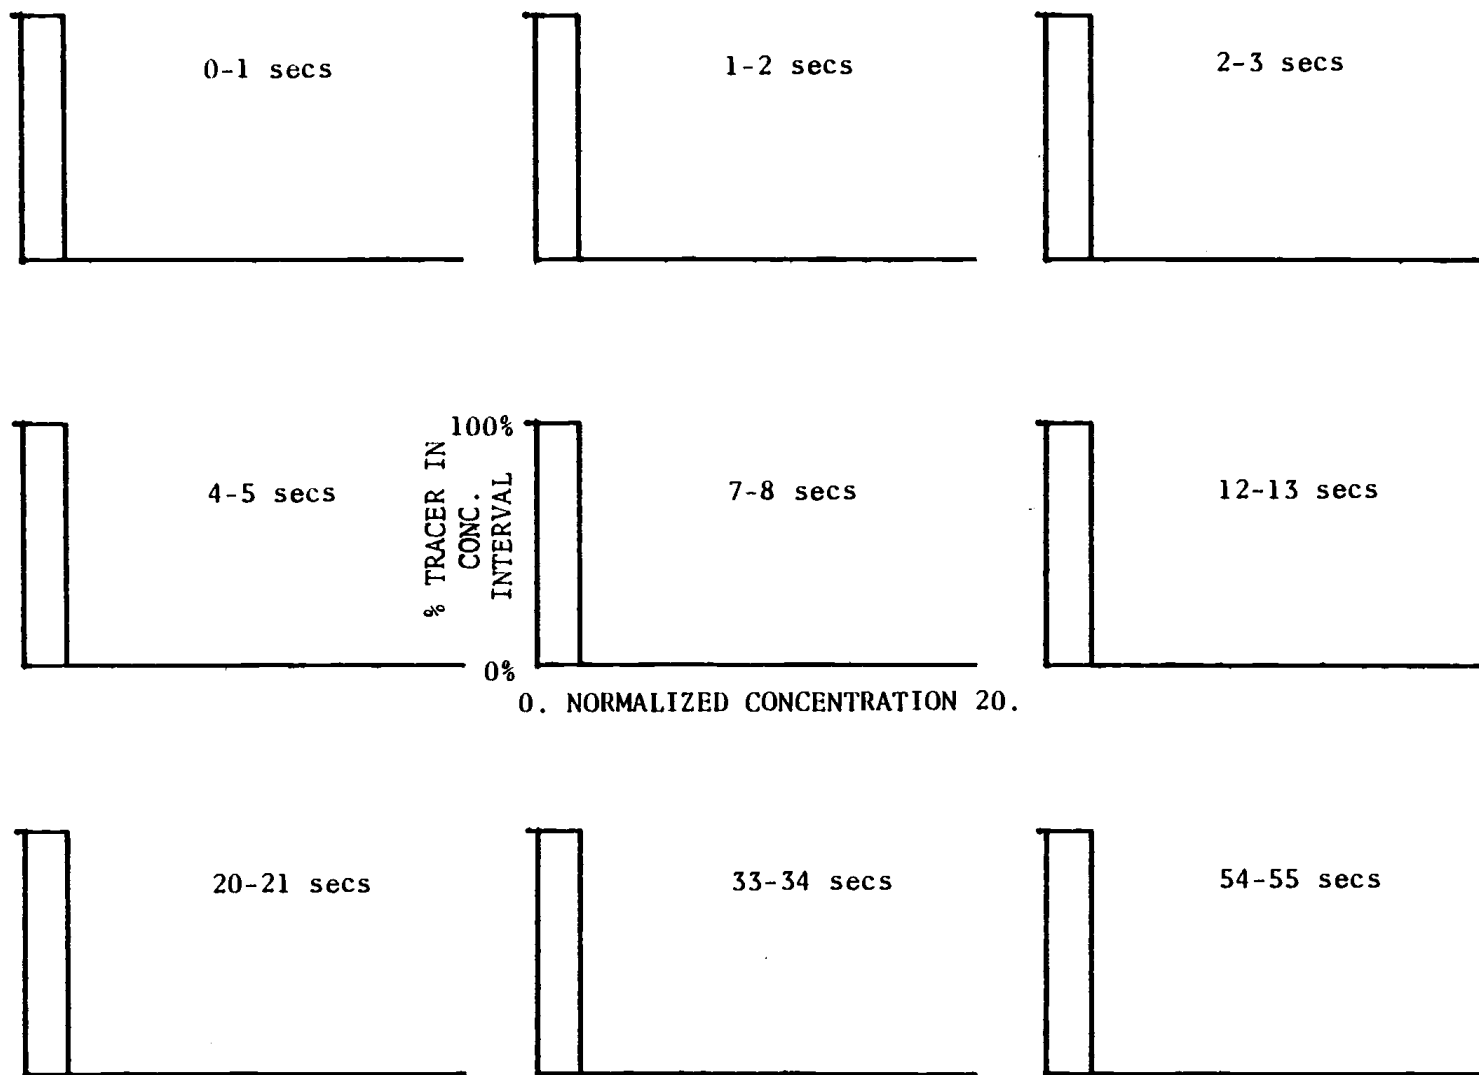 0-1 secs
1-2 secs
2-3 secs
4-5 secs
% TRACER IN
CONC.
INTERVAL
100%
0%
7-8 secs
12-13 secs
0. NORMALIZED CONCENTRATION 20.
20-21 secs
33-34 secs
54-55 secs